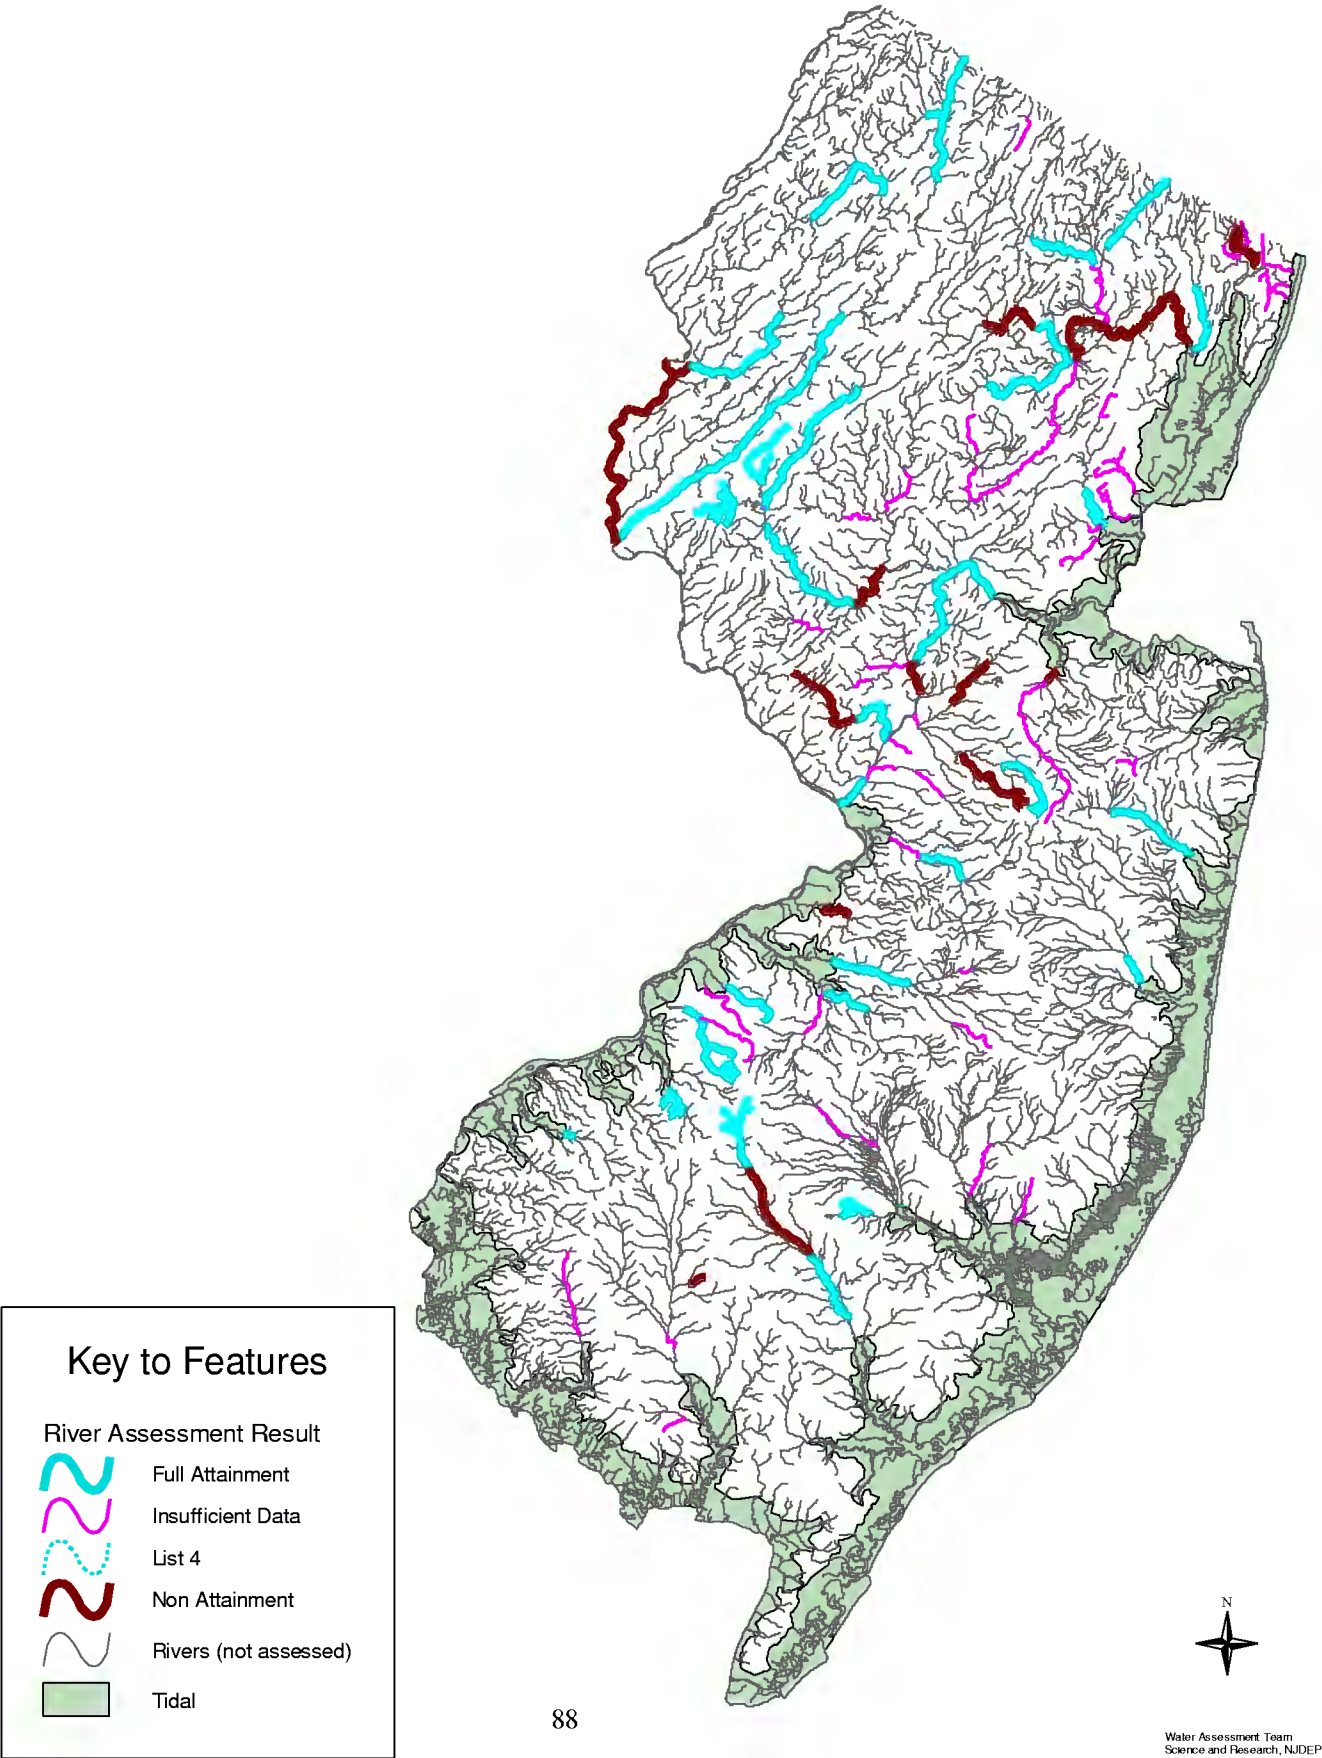 Key to Features
River Assessment Result
Full Attainment
Insufficient Data
List 4
Non Attainment
Rivers (not assessed)
Tidal
N
88
Water Assessment Team
Science and Research, NJDEP